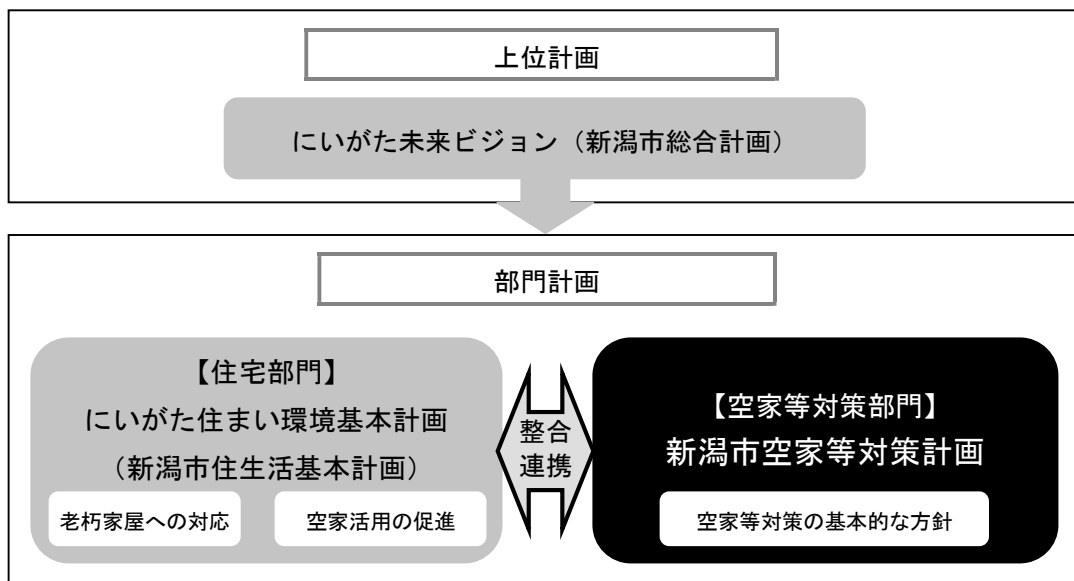 上位計画
にいがた未来ビジョン（新潟市総合計画）
部門計画
【住宅部門】
にいがた住まい環境基本計画
（新潟市住生活基本計画）
老朽家屋への対応
空家活用の促進
整合
連携
【空家等対策部門】
新潟市空家等対策計画
空家等対策の基本的な方針